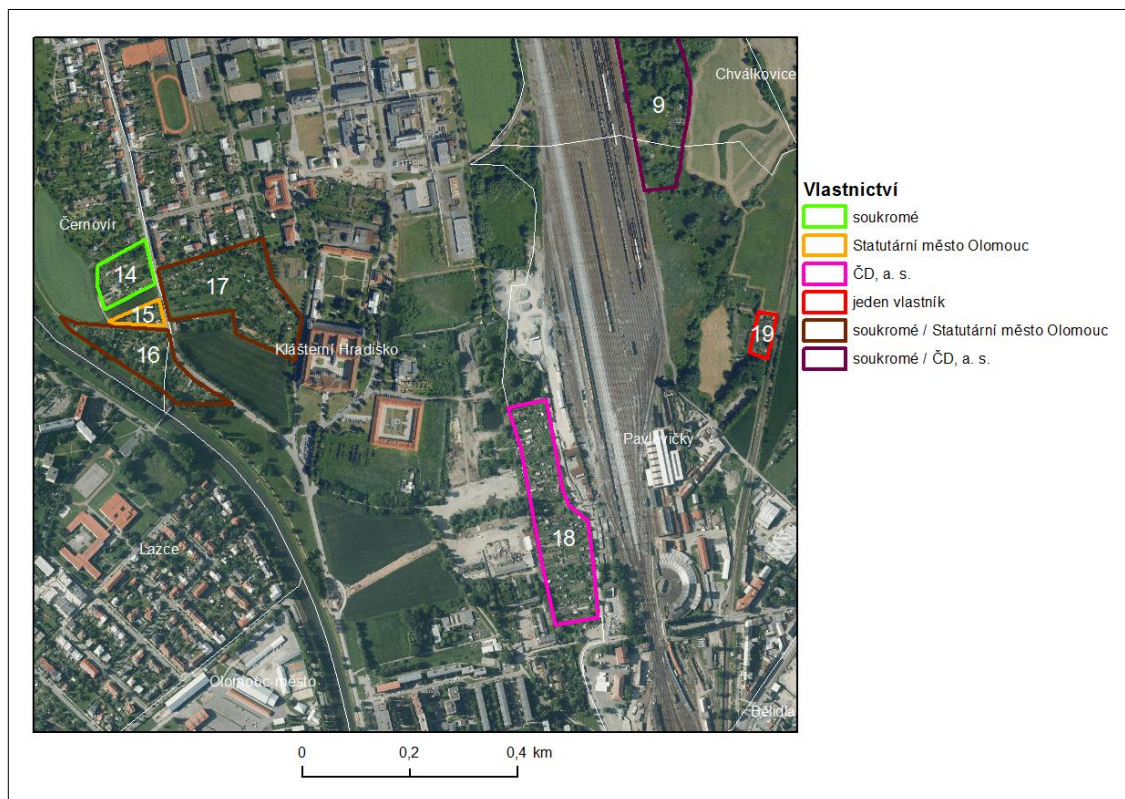 Chválkovice
9
Černovír
14
17
15
16
Klášterní Hradisko
19
Pavlovičky
18
Lazce
Olomouc-město
Bělidla
Vlastnictví
soukromé
Statutární město Olomouc
ČD, a. s.
jeden vlastník
soukromé / Statutární město Olomouc
soukromé / ČD, a. s.
0
0,2
0,4 km